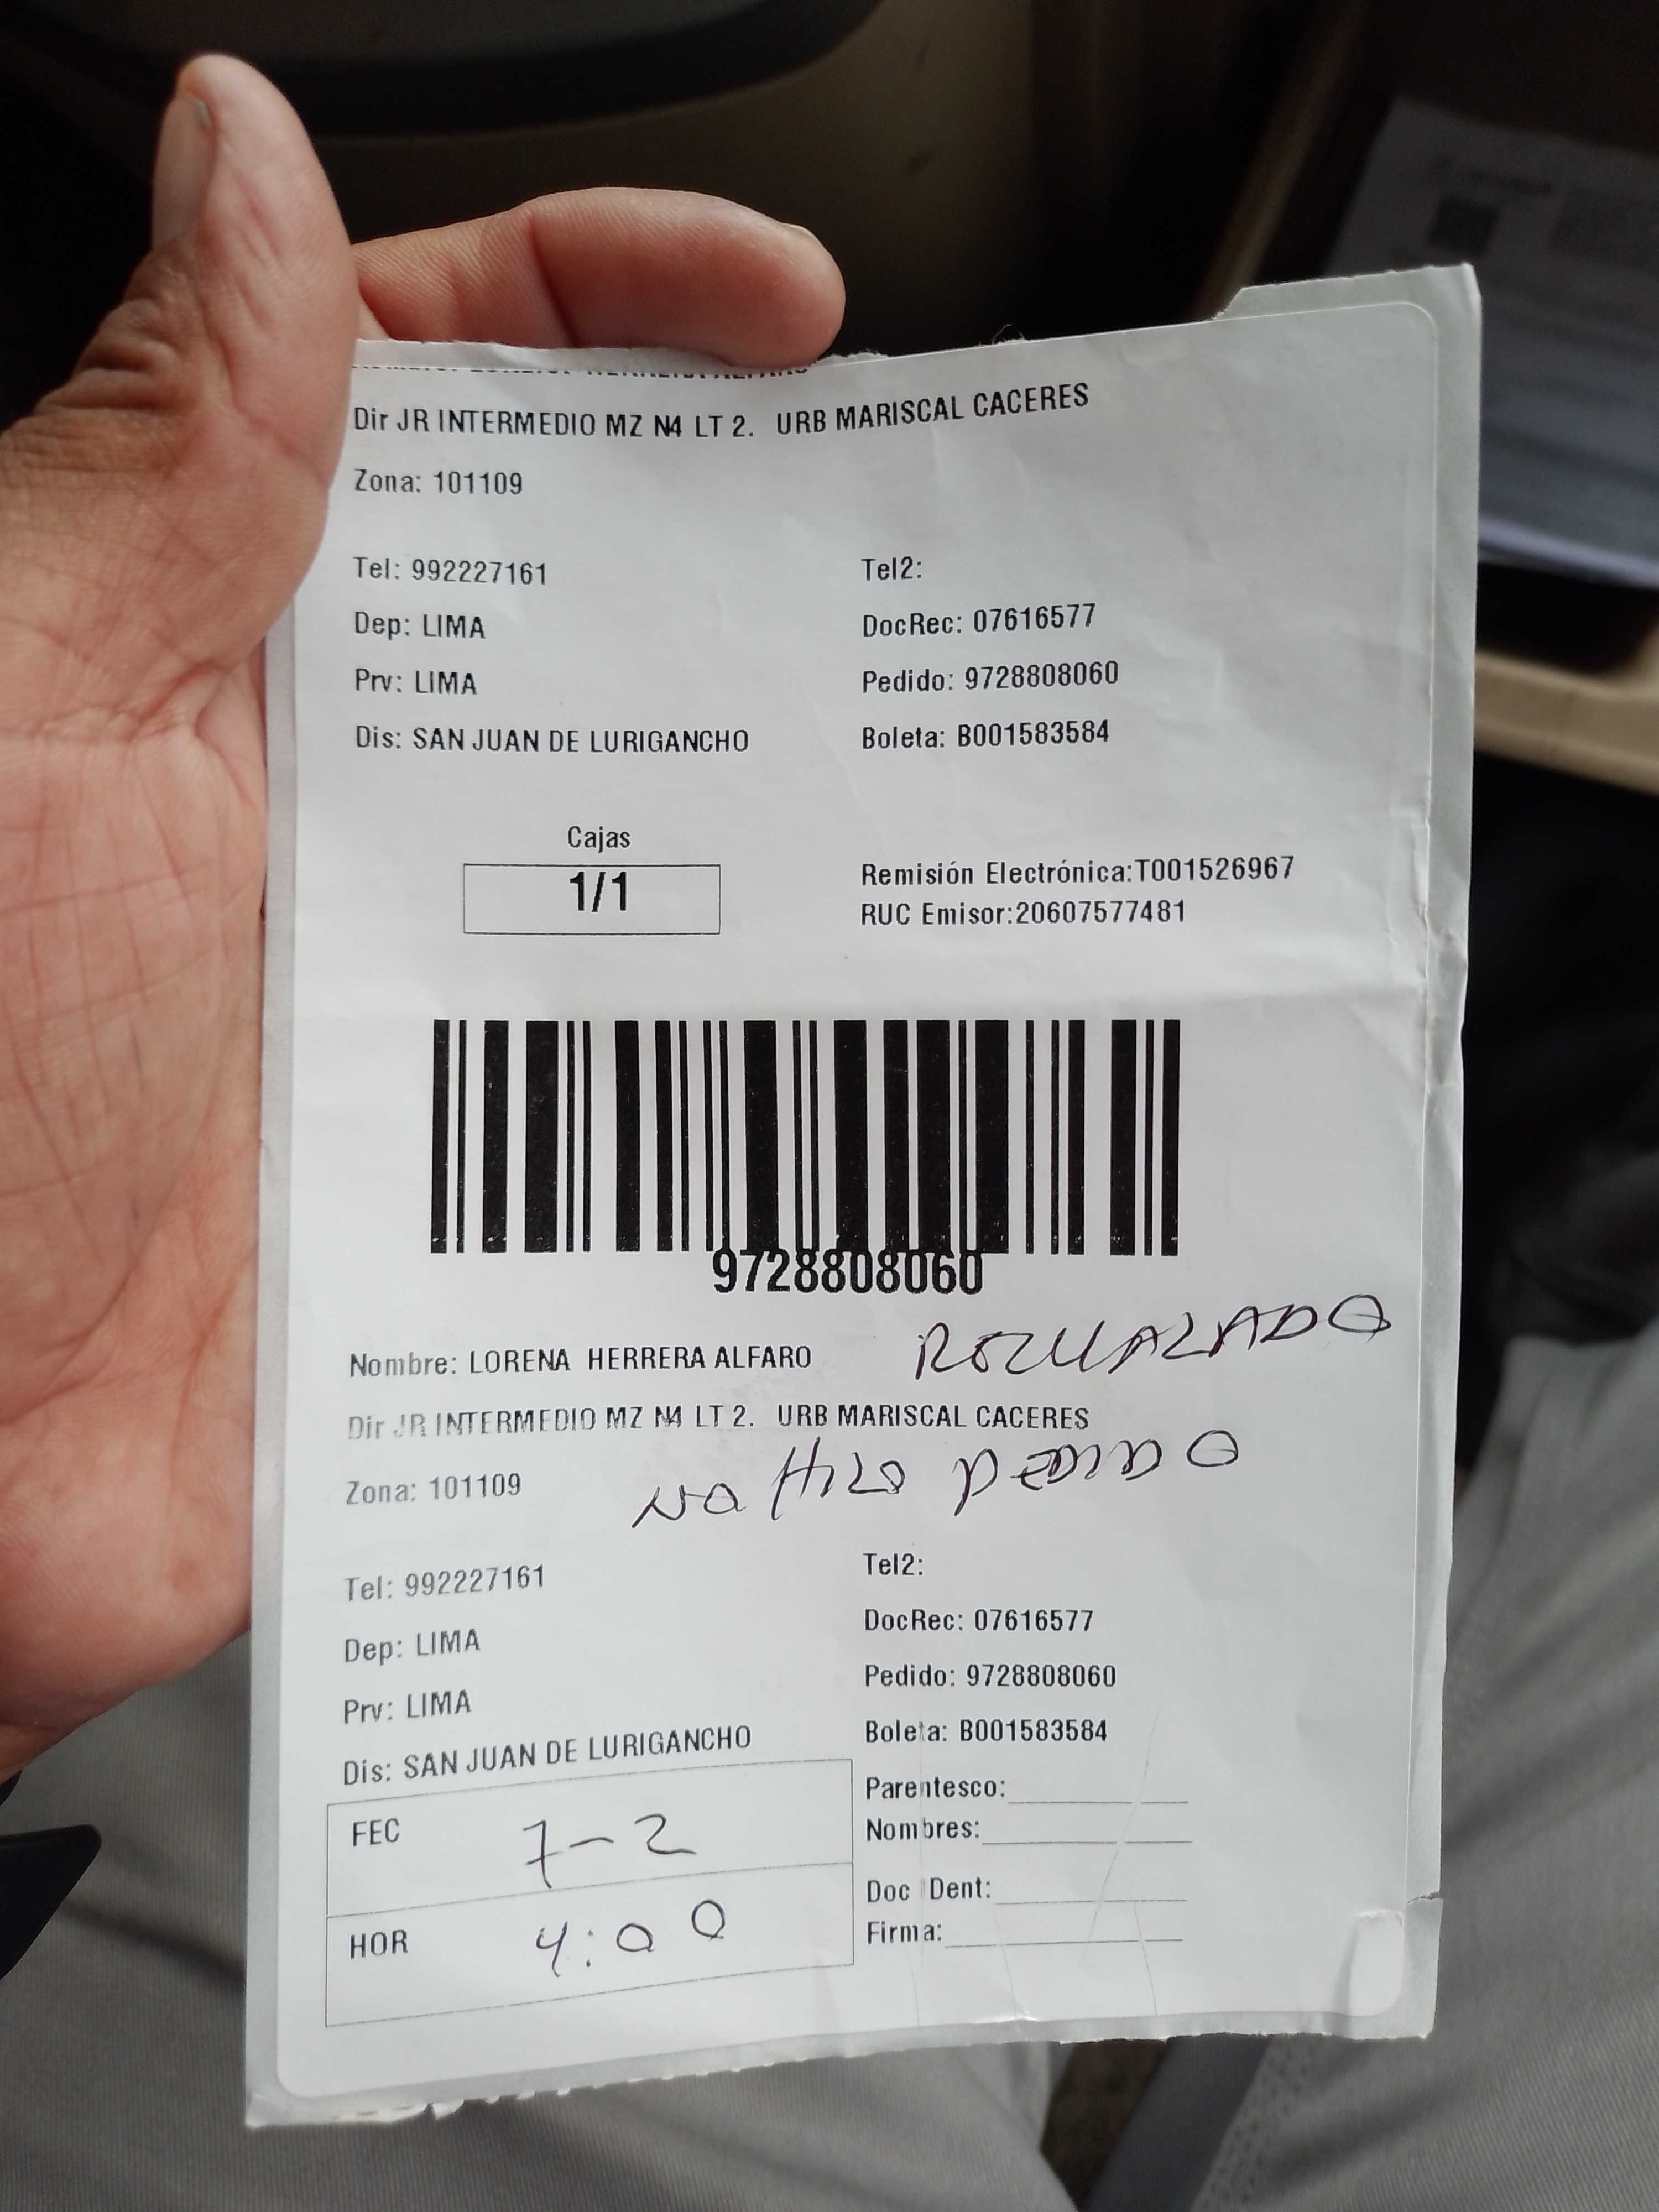 Dir JR INTERMEDIO MZ N4 LT 2. URB MARISCAL CACERES
Zona: 101109
Tel: 992227161 Tel2:
Dep: LIMA DocRec: 07616577
Prv: LIMA Pedido: 9728808060
Dis: SAN JUAN DE LURIGANCHO Boleta: B001583584
Cajas
1/1
Remisión Electrónica:T001526967
RUC Emisor:20607577481
9728808060
RECHAZADO
Nombre: LORENA HERRERA ALFARO
Dir JR INTERMEDIO MZ N4 LT 2. URB MARISCAL CACERES
NO HIZO PEDIDO
Zona: 101109
Tel: 992227161 Tel2:
Dep: LIMA DocRec: 07616577
Prv: LIMA Pedido: 9728808060
Dis: SAN JUAN DE LURIGANCHO Boleta: B001583584
FEC 7-2
HOR 4:00
Parentesco:
Nombres:
Doc Dent:
Firma: